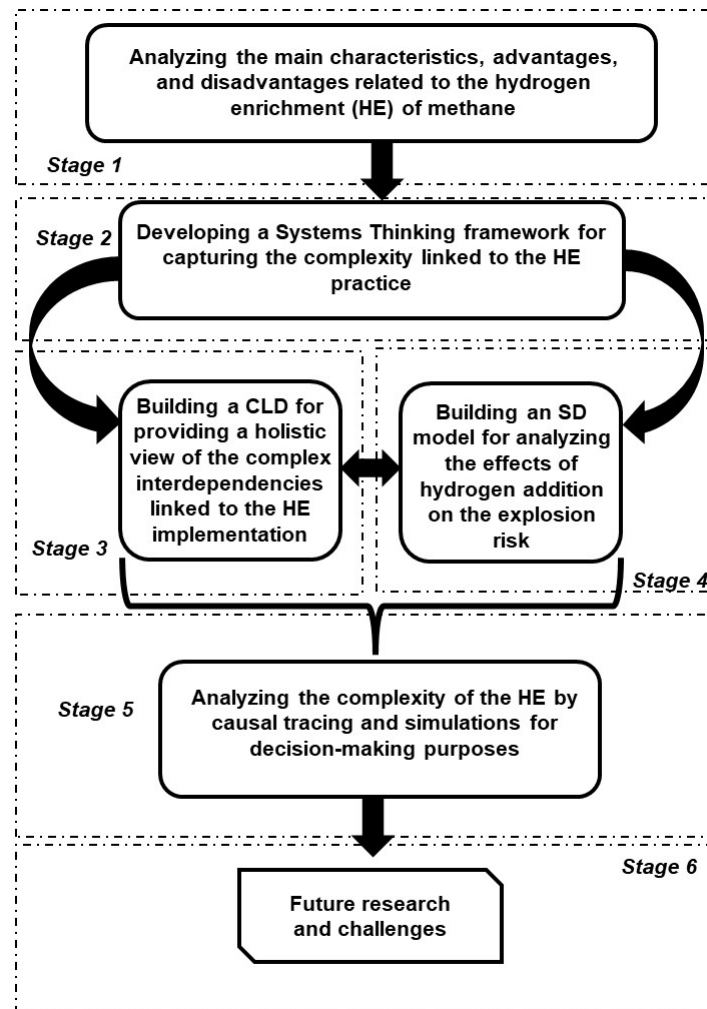 Analyzing the main characteristics, advantages,
and disadvantages related to the hydrogen
enrichment (HE) of methane
Stage 1
Stage 2
Developing a Systems Thinking framework for
capturing the complexity linked to the HE
practice
Building a CLD for
providing a holistic
view of the complex
interdependencies
linked to the HE
implementation
Stage 3
Building an SD
model for analyzing
the effects of
hydrogen addition
on the explosion
risk
Stage 4
Stage 5
Analyzing the complexity of the HE by
causal tracing and simulations for
decision-making purposes
Stage 6
Future research
and challenges